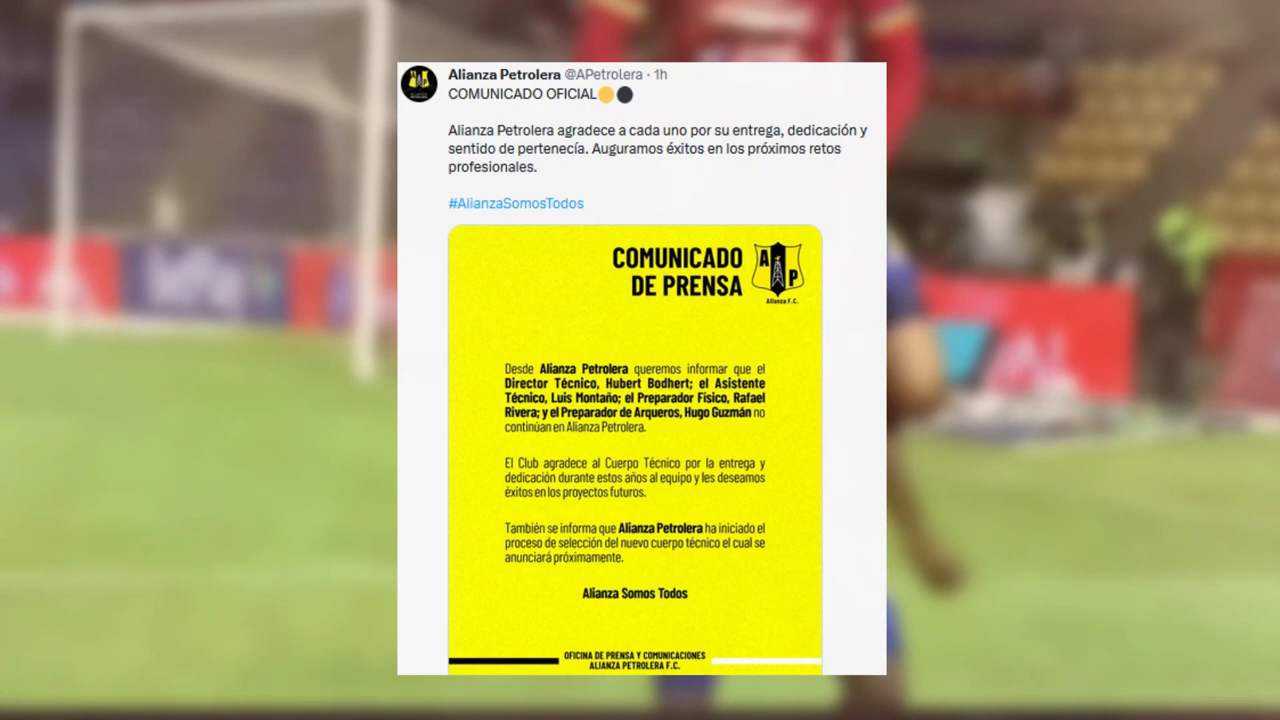 Alianza Petrolera @APetrolera · 1h
COMUNICADO OFICIAL🟡⚫
Alianza Petrolera agradece a cada uno por su entrega, dedicación y
sentido de pertenecía. Auguramos éxitos en los próximos retos
profesionales.
#AlianzaSomosTodos
COMUNICADO
DE PRENSA
A P
Alianza F.C.
Desde Alianza Petrolera queremos informar que el
Director Técnico, Hubert Bodhert; el Asistente
Técnico, Luis Montaño; el Preparador Físico, Rafael
Rivera; y el Preparador de Arqueros, Hugo Guzmán no
continúan en Alianza Petrolera.
El Club agradece al Cuerpo Técnico por la entrega y
dedicación durante estos años al equipo y les deseamos
éxitos en los proyectos futuros.
También se informa que Alianza Petrolera ha iniciado el
proceso de selección del nuevo cuerpo técnico el cual se
anunciará próximamente.
Alianza Somos Todos
OFICINA DE PRENSA Y COMUNICACIONES
ALIANZA PETROLERA F.C.